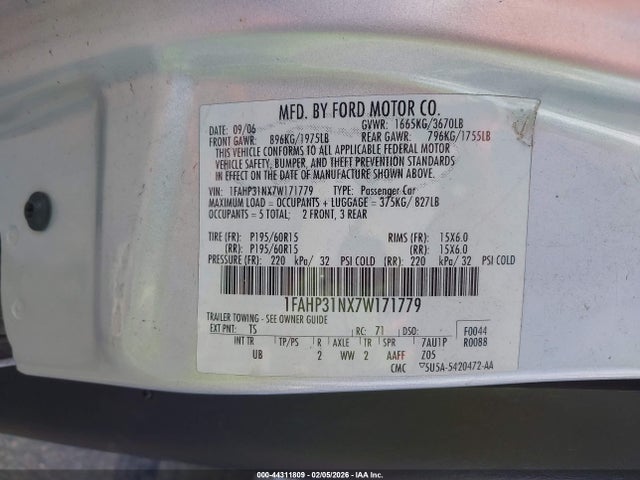 MFD. BY FORD MOTOR CO.
DATE: 09/06 GVWR: 1665KG/3670LB
FRONT GAWR: 896KG/1975LB REAR GAWR: 796KG/1755LB
THIS VEHICLE CONFORMS TO ALL APPLICABLE FEDERAL MOTOR
VEHICLE SAFETY, BUMPER, AND THEFT PREVENTION STANDARDS
IN EFFECT ON THE DATE OF MANUFACTURE SHOWN ABOVE.
VIN: 1FAHP31NX7W171779 TYPE: Passenger Car
MAXIMUM LOAD = OCCUPANTS + LUGGAGE = 375KG/ 827LB
OCCUPANTS = 5 TOTAL: 2 FRONT, 3 REAR
TIRE (FR): P195/60R15 RIMS (FR): 15X6.0
(RR): P195/60R15 (RR): 15X6.0
PRESSURE (FR): 220 kPa/ 32 PSI COLD (RR): 220 kPa/ 32 PSI COLD
1FAHP31NX7W171779
TRAILER TOWING - SEE OWNER GUIDE
EXT PNT: TS RC: 71 DSO: F0044
INT TR TP/PS R AXLE TR SPR 7AU1P R0088
UB 2 WW 2 AAFF Z05
CMC ▽5U5A-5420472-AA
000-44311809 - 02/05/2026 - IAA Inc.